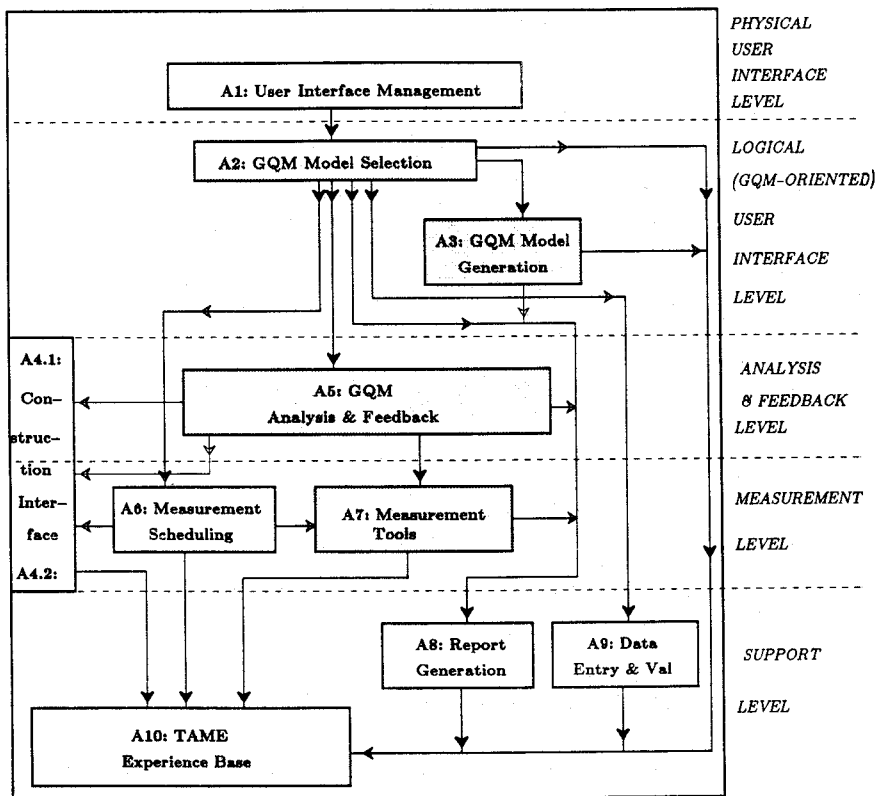 PHYSICAL
USER
INTERFACE
LEVEL
A1: User Interface Management
LOGICAL
(GQM-ORIENTED)
USER
INTERFACE
LEVEL
A2: GQM Model Selection
A3: GQM Model
Generation
A4.1:
Con-
struc-
tion
Inter-
face
A4.2:
ANALYSIS
& FEEDBACK
LEVEL
A5: GQM
Analysis & Feedback
MEASUREMENT
LEVEL
A6: Measurement
Scheduling
A7: Measurement
Tools
SUPPORT
LEVEL
A8: Report
Generation
A9: Data
Entry & Val
A10: TAME
Experience Base